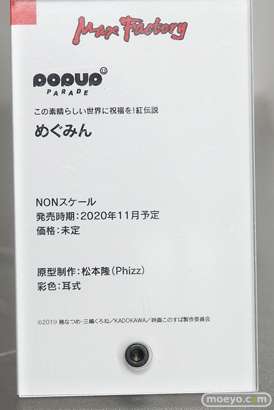 Max Factory
POPUP
PARADE
この素晴らしい世界に祝福を!紅伝説
めぐみん
NONスケール
発売時期：2020年11月予定
価格：未定
原型制作：松本隆(Phizz)
彩色：耳式
©2019 暁なつめ・三嶋くろね/KADOKAWA/映画このすば製作委員会
moeyo.com